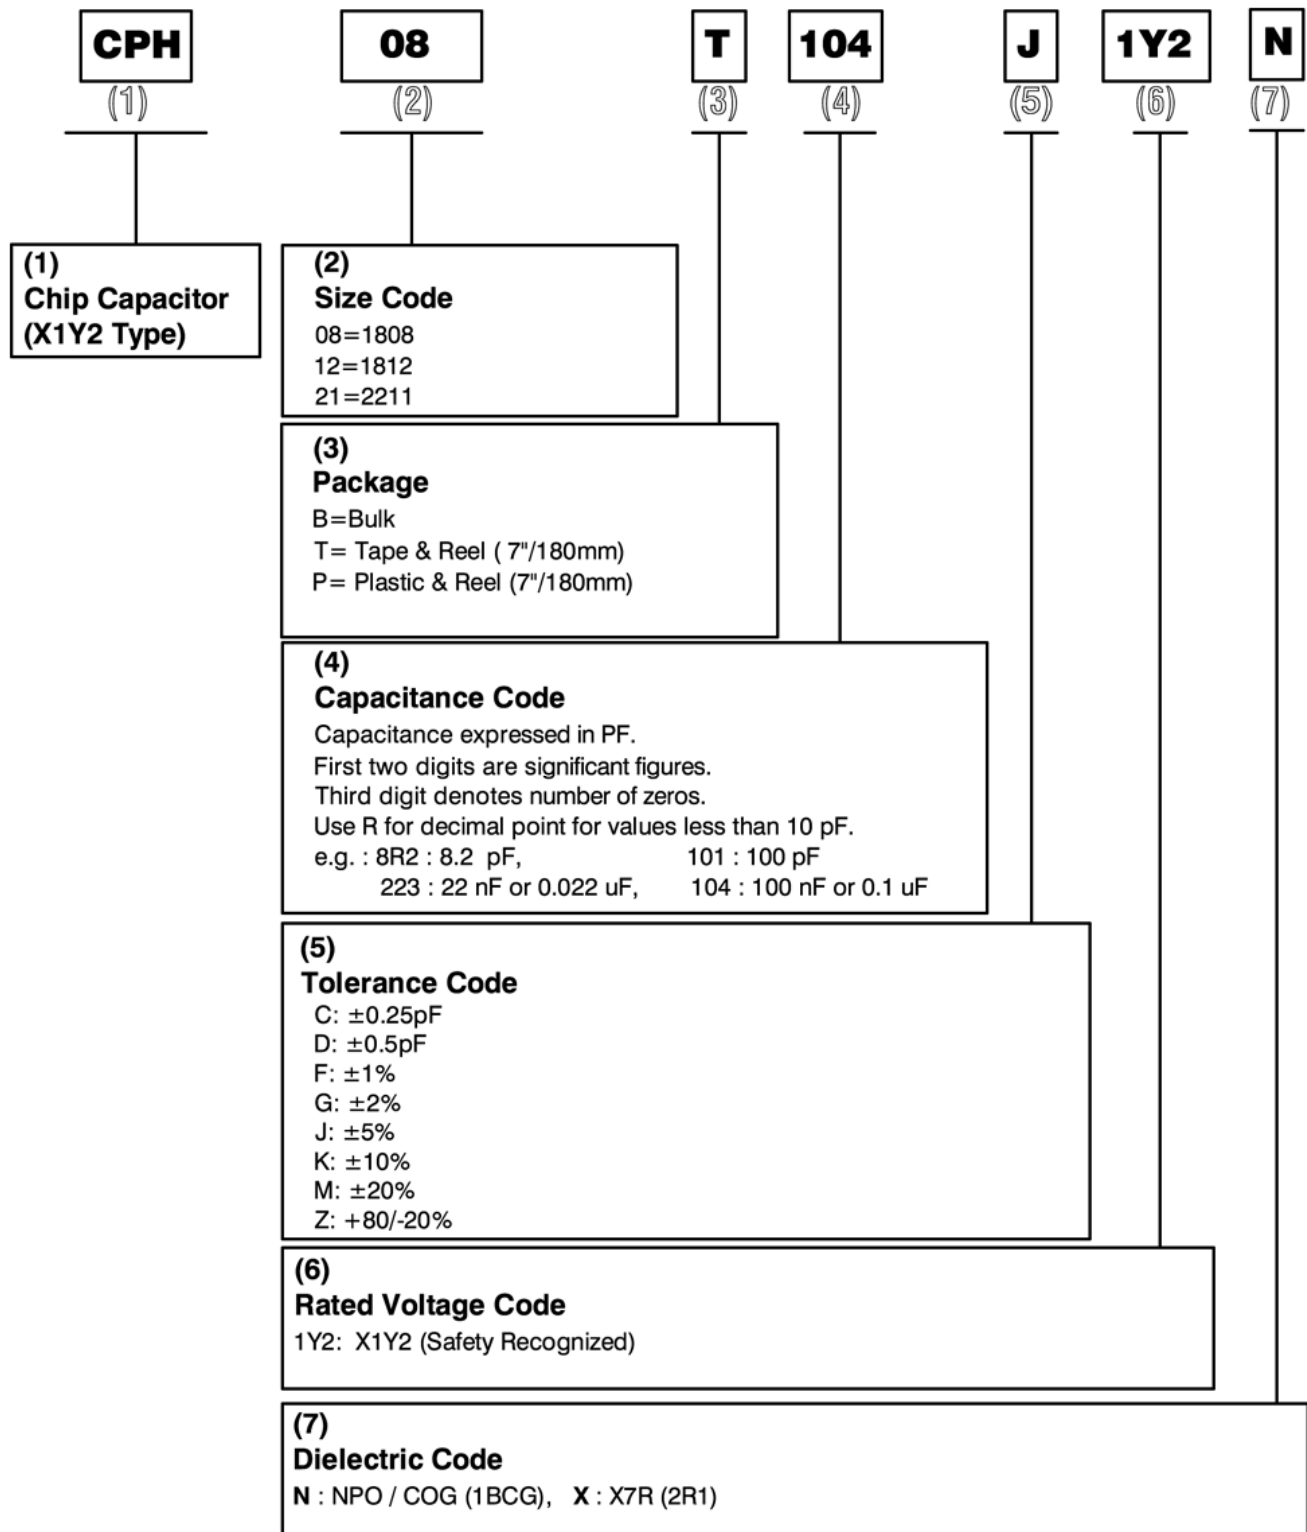 CPH 08 T 104 J 1Y2 N
(1) (2) (3) (4) (5) (6) (7)
(1)
Chip Capacitor
(X1Y2 Type)
(2)
Size Code
08=1808
12=1812
21=2211
(3)
Package
B=Bulk
T= Tape & Reel ( 7"/180mm)
P= Plastic & Reel (7"/180mm)
(4)
Capacitance Code
Capacitance expressed in PF.
First two digits are significant figures.
Third digit denotes number of zeros.
Use R for decimal point for values less than 10 pF.
e.g. : 8R2 : 8.2 pF, 101 : 100 pF
223 : 22 nF or 0.022 uF, 104 : 100 nF or 0.1 uF
(5)
Tolerance Code
C: ±0.25pF
D: ±0.5pF
F: ±1%
G: ±2%
J: ±5%
K: ±10%
M: ±20%
Z: +80/-20%
(6)
Rated Voltage Code
1Y2: X1Y2 (Safety Recognized)
(7)
Dielectric Code
N : NPO / COG (1BCG), X : X7R (2R1)